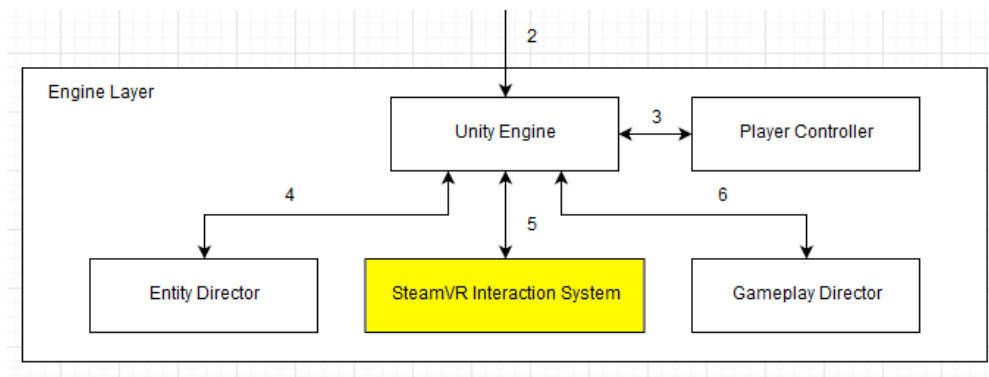 2
Engine Layer
Unity Engine
3
Player Controller
4
5
6
Entity Director
SteamVR Interaction System
Gameplay Director